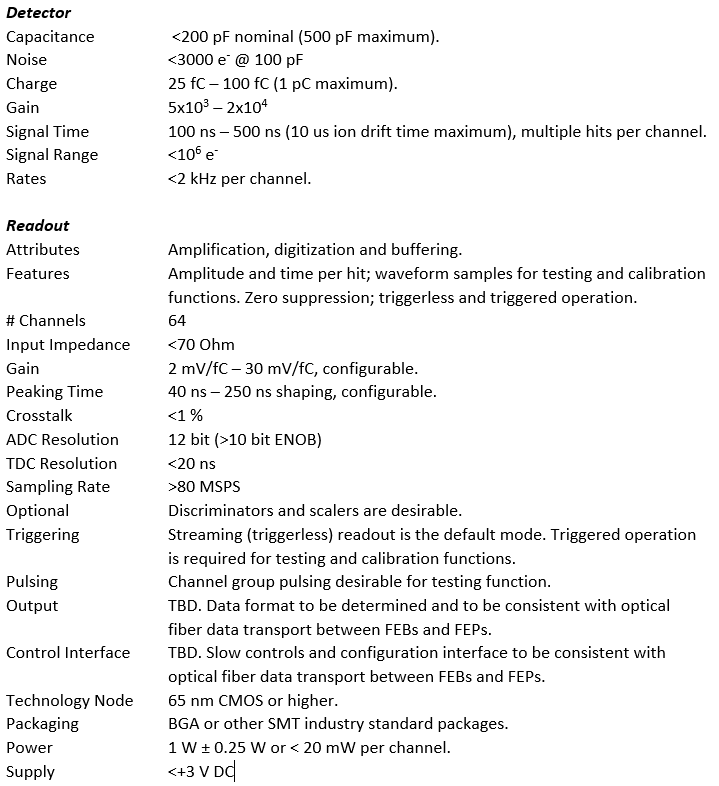 Detector
Capacitance <200 pF nominal (500 pF maximum).
Noise <3000 e⁻ @ 100 pF
Charge 25 fC – 100 fC (1 pC maximum).
Gain 5x10³ – 2x10⁴
Signal Time 100 ns – 500 ns (10 us ion drift time maximum), multiple hits per channel.
Signal Range <10⁶ e⁻
Rates <2 kHz per channel.
Readout
Attributes Amplification, digitization and buffering.
Features Amplitude and time per hit; waveform samples for testing and calibration
functions. Zero suppression; triggerless and triggered operation.
# Channels 64
Input Impedance <70 Ohm
Gain 2 mV/fC – 30 mV/fC, configurable.
Peaking Time 40 ns – 250 ns shaping, configurable.
Crosstalk <1 %
ADC Resolution 12 bit (>10 bit ENOB)
TDC Resolution <20 ns
Sampling Rate >80 MSPS
Optional Discriminators and scalers are desirable.
Triggering Streaming (triggerless) readout is the default mode. Triggered operation
is required for testing and calibration functions.
Pulsing Channel group pulsing desirable for testing function.
Output TBD. Data format to be determined and to be consistent with optical
fiber data transport between FEBs and FEPs.
Control Interface TBD. Slow controls and configuration interface to be consistent with
optical fiber data transport between FEBs and FEPs.
Technology Node 65 nm CMOS or higher.
Packaging BGA or other SMT industry standard packages.
Power 1 W ± 0.25 W or < 20 mW per channel.
Supply <+3 V DC